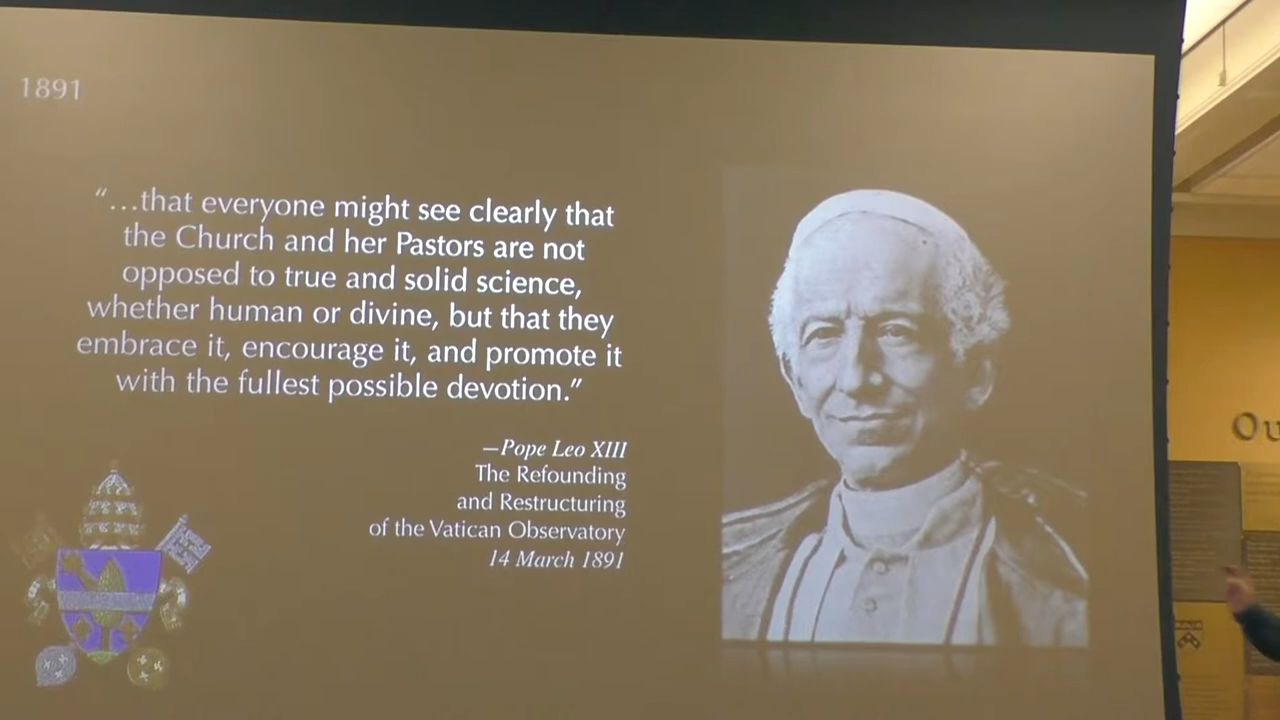 1891
“…that everyone might see clearly that
the Church and her Pastors are not
opposed to true and solid science,
whether human or divine, but that they
embrace it, encourage it, and promote it
with the fullest possible devotion.”
—Pope Leo XIII
The Refounding
and Restructuring
of the Vatican Observatory
14 March 1891
Ou